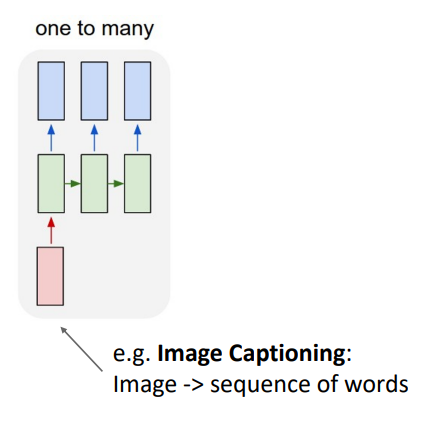 one to many
e.g. Image Captioning:
Image -> sequence of words